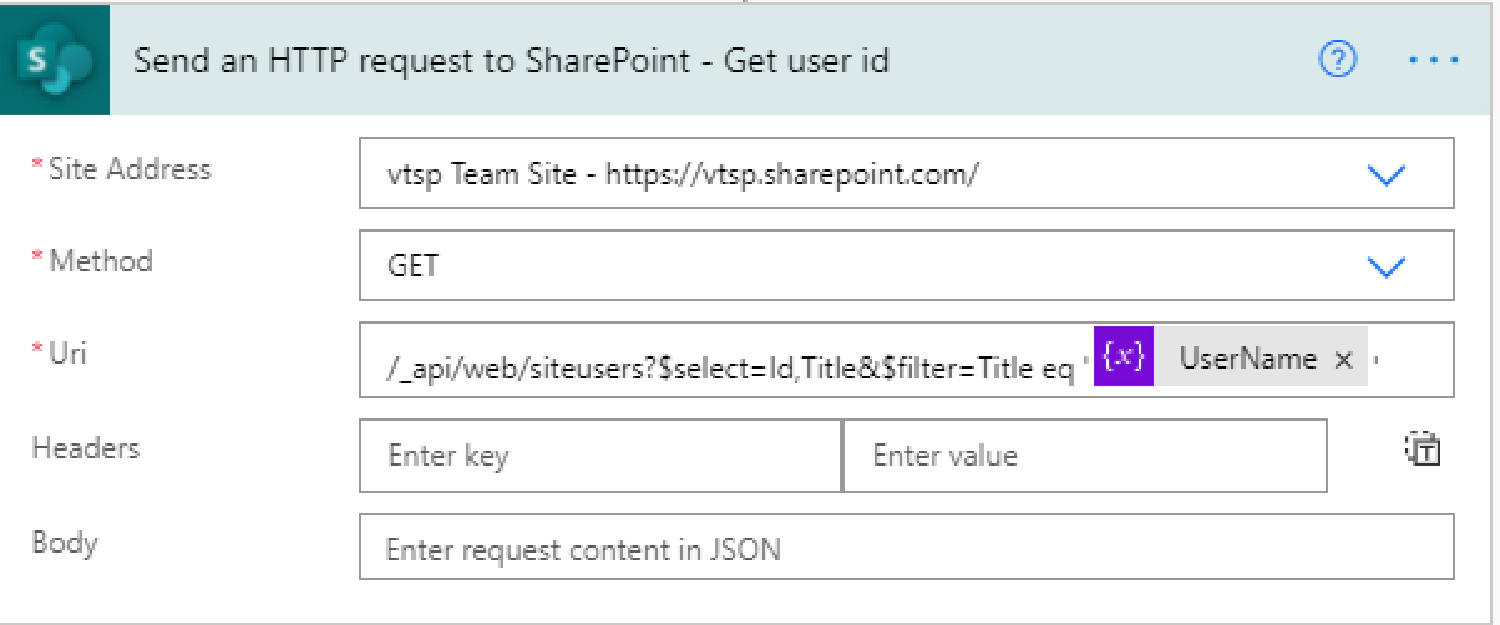 S Send an HTTP request to SharePoint - Get user id ? ...
* Site Address vtsp Team Site - https://vtsp.sharepoint.com/
* Method GET
* Uri /_api/web/siteusers?$select=Id,Title&$filter=Title eq ' {x} UserName × '
Headers Enter key Enter value T
Body Enter request content in JSON